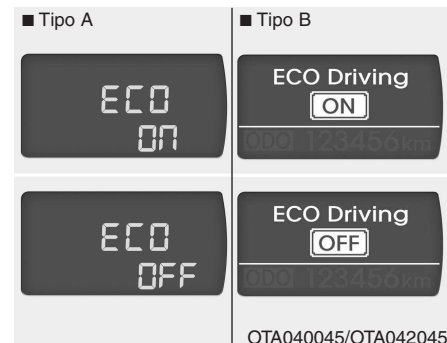 ■ Tipo A
ECO
ON
ECO
OFF
■ Tipo B
ECO Driving
ON
ODO 123456km
ECO Driving
OFF
ODO 123456km
OTA040045/OTA042045